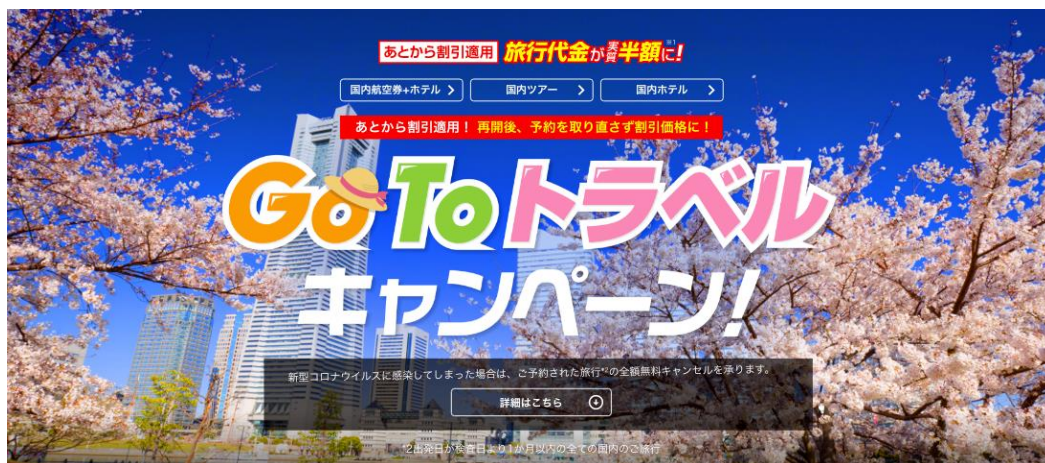 あとから割引適用 旅行代金が実質半額に!※1
国内航空券+ホテル 国内ツアー 国内ホテル
あとから割引適用！ 再開後、予約を取り直さず割引価格に！
Go To トラベル
キャンペーン!
新型コロナウイルスに感染してしまった場合は、ご予約された旅行*2の全額無料キャンセルを承ります。
詳細はこちら
*2出発日が検査日より1か月以内の全ての国内のご旅行